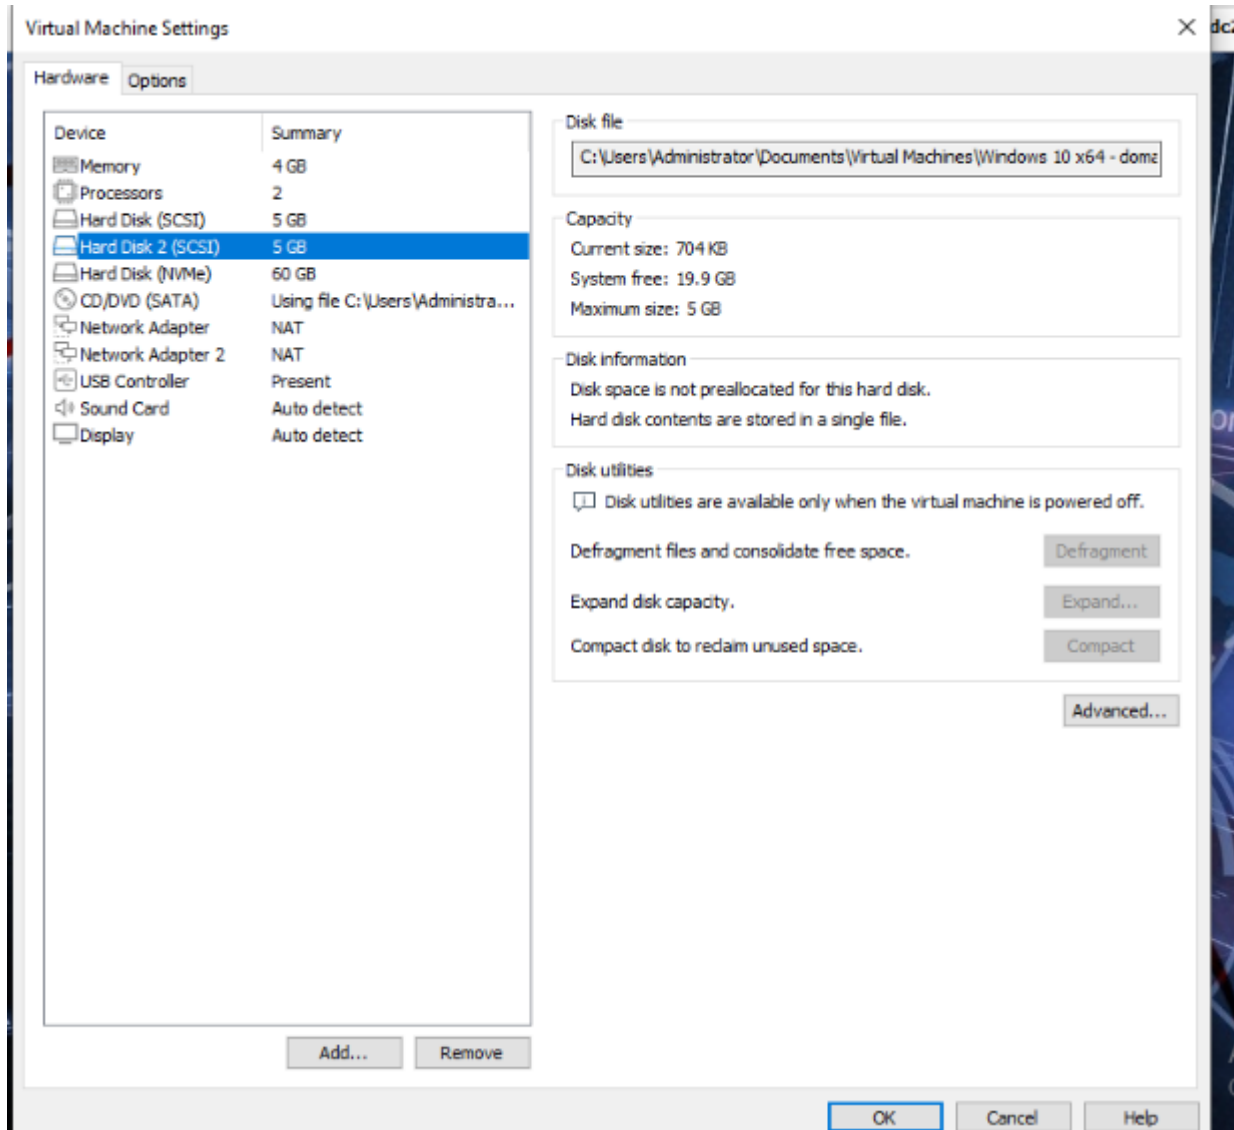 Virtual Machine Settings
dc2
Hardware Options
Device Summary
Memory 4 GB
Processors 2
Hard Disk (SCSI) 5 GB
Hard Disk 2 (SCSI) 5 GB
Hard Disk (NVMe) 60 GB
CD/DVD (SATA) Using file C:\Users\Administra...
Network Adapter NAT
Network Adapter 2 NAT
USB Controller Present
Sound Card Auto detect
Display Auto detect
Add... Remove
Disk file
C:\Users\Administrator\Documents\Virtual Machines\Windows 10 x64 - doma
Capacity
Current size: 704 KB
System free: 19.9 GB
Maximum size: 5 GB
Disk information
Disk space is not preallocated for this hard disk.
Hard disk contents are stored in a single file.
Disk utilities
Disk utilities are available only when the virtual machine is powered off.
Defragment files and consolidate free space. Defragment
Expand disk capacity. Expand...
Compact disk to reclaim unused space. Compact
Advanced...
OK Cancel Help